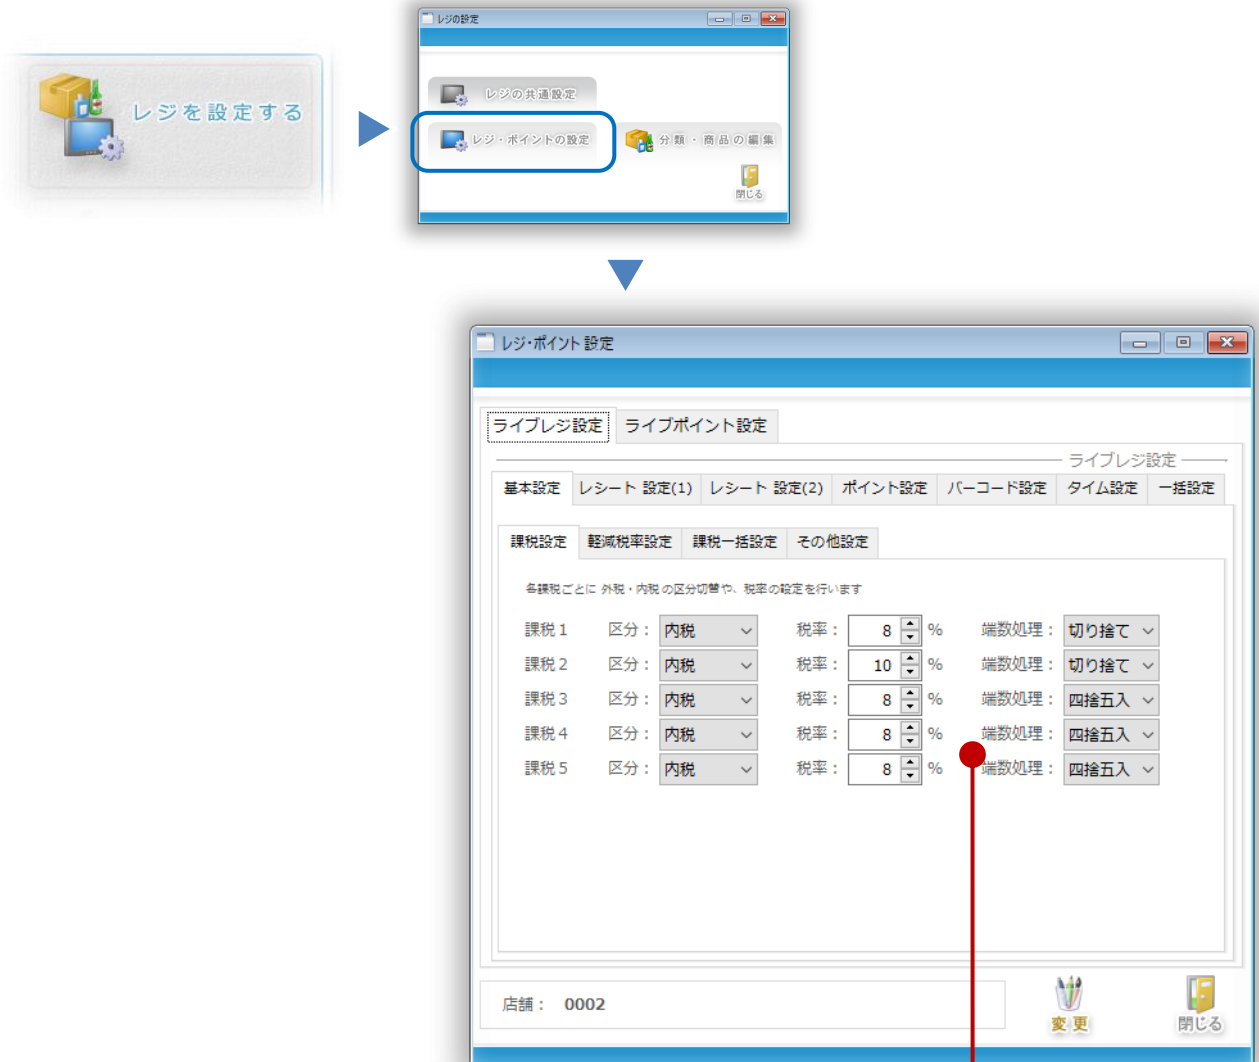 レジを設定する
レジの設定
レジの共通設定
レジ・ポイントの設定
分類・商品の編集
閉じる
レジ・ポイント 設定
ライブレジ設定 ライブポイント設定
ライブレジ設定
基本設定 レシート 設定(1) レシート 設定(2) ポイント設定 バーコード設定 タイム設定 一括設定
課税設定 軽減税率設定 課税一括設定 その他設定
各課税ごとに 外税・内税 の区分切替や、税率の設定を行います
課税 1 区分： 内税 税率： 8 % 端数処理： 切り捨て
課税 2 区分： 内税 税率： 10 % 端数処理： 切り捨て
課税 3 区分： 内税 税率： 8 % 端数処理： 四捨五入
課税 4 区分： 内税 税率： 8 % 端数処理： 四捨五入
課税 5 区分： 内税 税率： 8 % 端数処理： 四捨五入
店舗： 0002
変更
閉じる